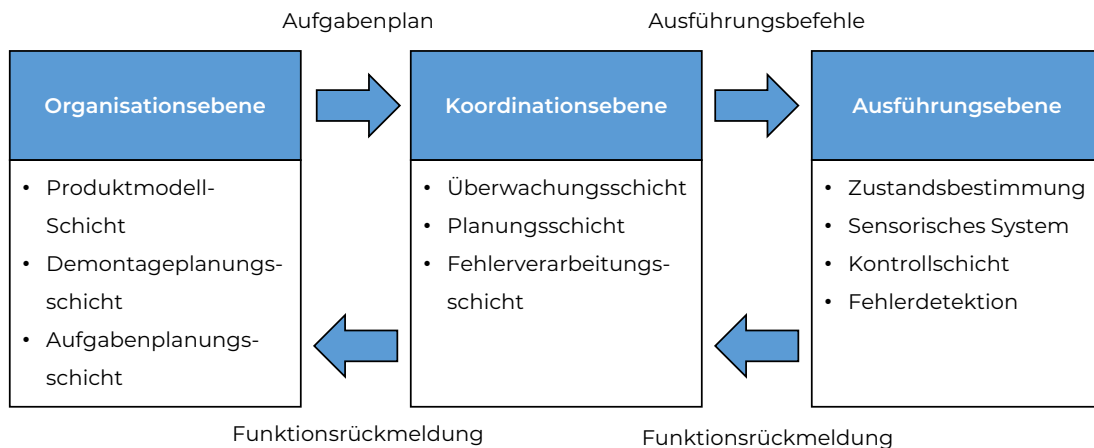 Aufgabenplan
Ausführungsbefehle
Organisationsebene
Koordinationsebene
Ausführungsebene
• Produktmodell-
Schicht
• Demontageplanungs-
schicht
• Aufgabenplanungs-
schicht
• Überwachungsschicht
• Planungsschicht
• Fehlerverarbeitungs-
schicht
• Zustandsbestimmung
• Sensorisches System
• Kontrollschicht
• Fehlerdetektion
Funktionsrückmeldung
Funktionsrückmeldung